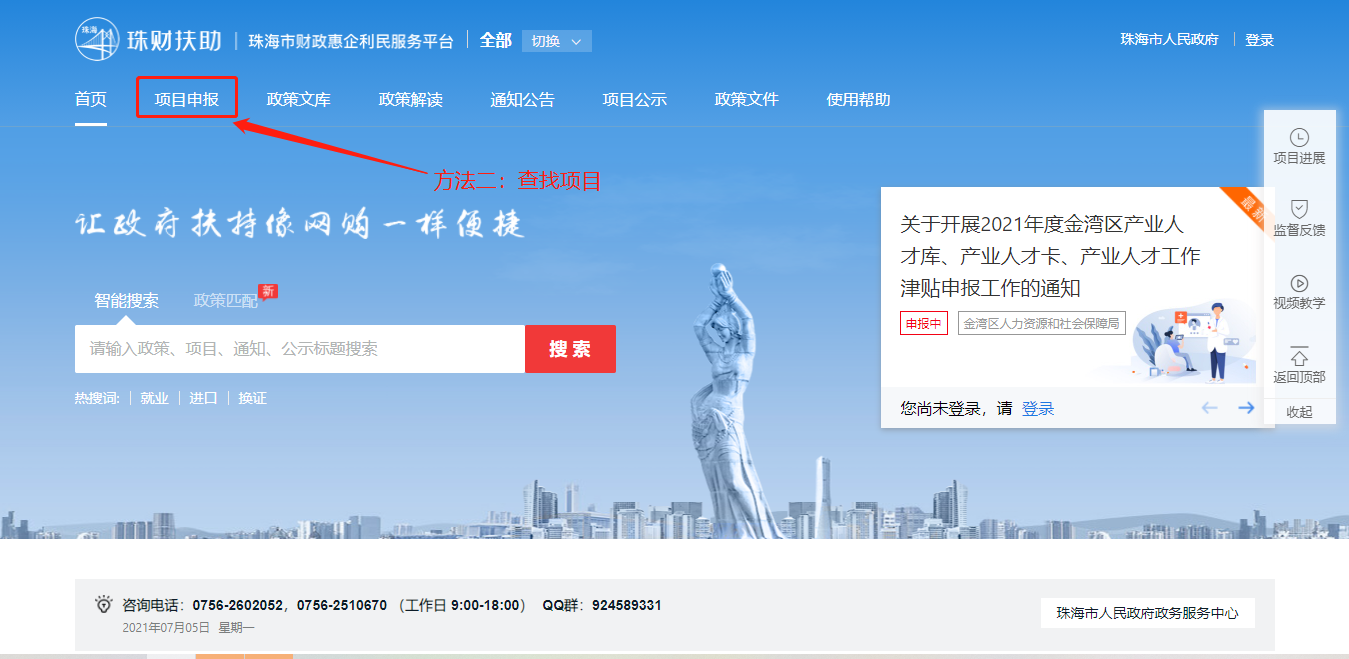 珠海
珠财扶助
珠海市财政惠企利民服务平台
全部
切换
珠海市人民政府
登录
首页
项目申报
政策文库
政策解读
通知公告
项目公示
政策文件
使用帮助
方法二：查找项目
让政府扶持像网购一样便捷
智能搜索
政策匹配
新
请输入政策、项目、通知、公示标题搜索
搜 索
热搜词:
就业
进口
换证
最新
关于开展2021年度金湾区产业人
才库、产业人才卡、产业人才工作
津贴申报工作的通知
申报中
金湾区人力资源和社会保障局
您尚未登录，请 登录
项目进展
监督反馈
视频教学
返回顶部
收起
咨询电话：0756-2602052，0756-2510670 （工作日 9:00-18:00） QQ群：924589331
2021年07月05日 星期一
珠海市人民政府政务服务中心